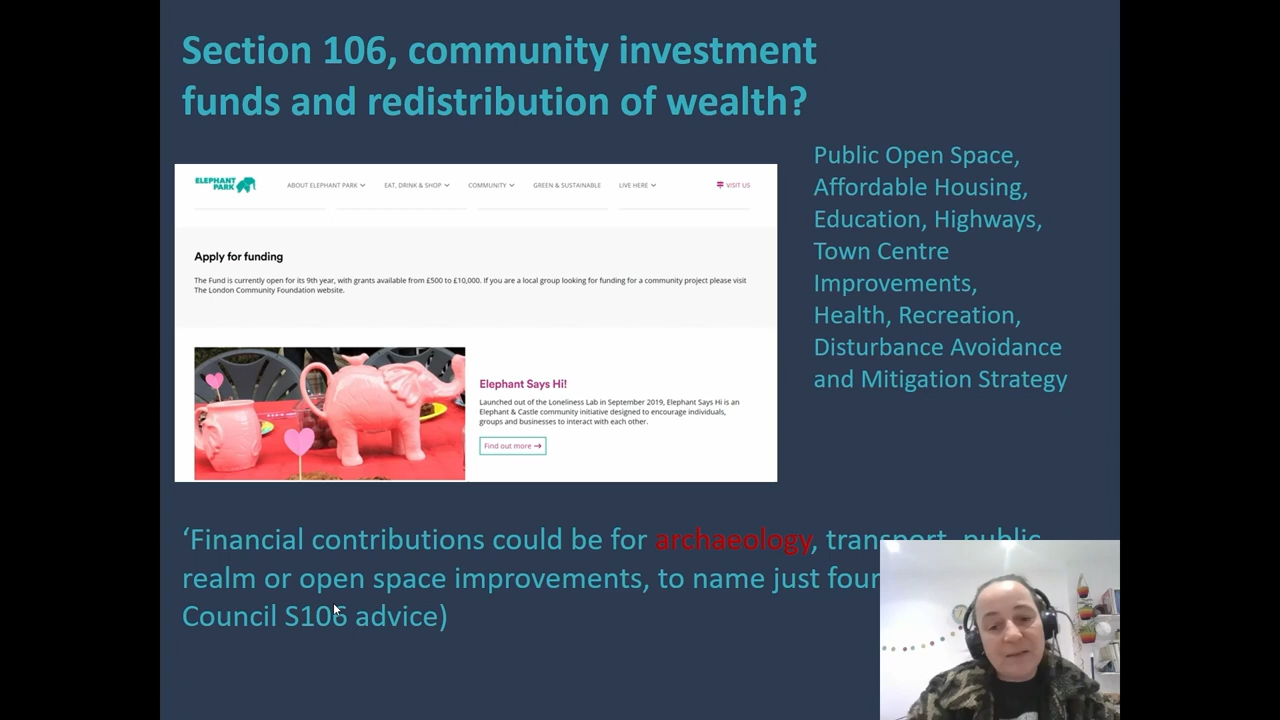 Section 106, community investment
funds and redistribution of wealth?
Public Open Space,
Affordable Housing,
Education, Highways,
Town Centre
Improvements,
Health, Recreation,
Disturbance Avoidance
and Mitigation Strategy
ELEPHANT
PARK
ABOUT ELEPHANT PARK
EAT, DRINK & SHOP
COMMUNITY
GREEN & SUSTAINABLE
LIVE HERE
VISIT US
Apply for funding
The Fund is currently open for its 9th year, with grants available from £500 to £10,000. If you are a local group looking for funding for a community project please visit
The London Community Foundation website.
Elephant Says Hi!
Launched out of the Loneliness Lab in September 2019, Elephant Says Hi is an
Elephant & Castle community initiative designed to encourage individuals,
groups and businesses to interact with each other.
Find out more →
‘Financial contributions could be for archaeology, transport, public
realm or open space improvements, to name just four
Council S106 advice)